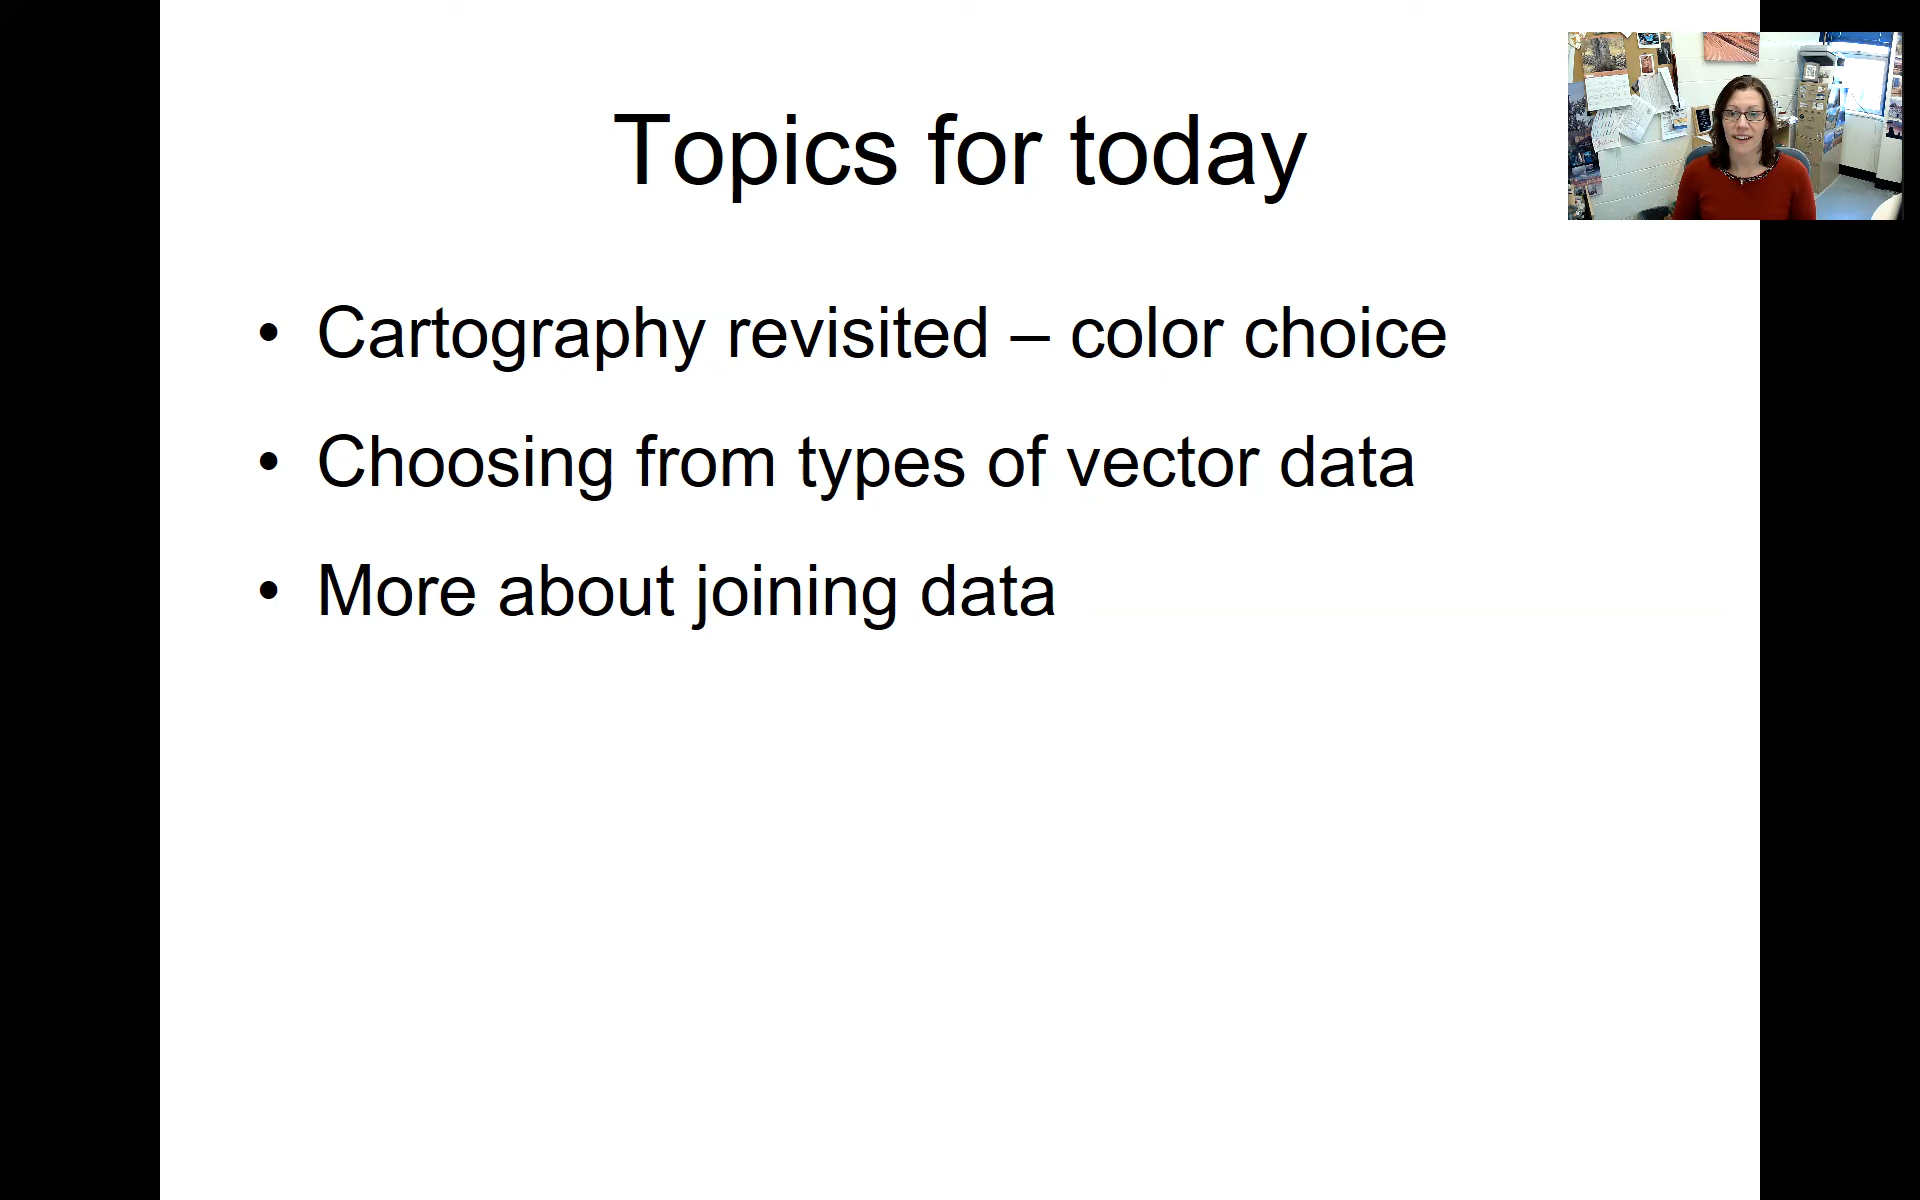 Topics for today
• Cartography revisited – color choice
• Choosing from types of vector data
• More about joining data